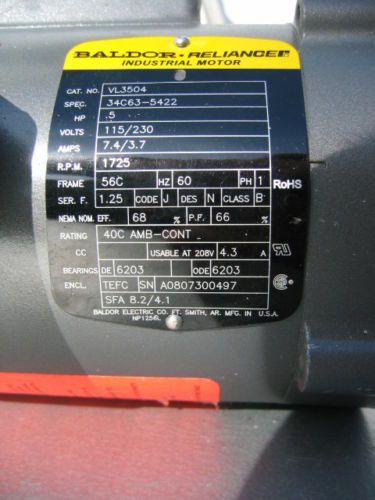 BALDOR • RELIANCER
INDUSTRIAL MOTOR
CAT. NO. VL3504
SPEC. 34C63-5422
HP .5
VOLTS 115/230
AMPS 7.4/3.7
R.P.M. 1725
FRAME 56C HZ 60 PH 1 RoHS
SER. F. 1.25 CODE J DES N CLASS B
NEMA NOM. EFF. 68 % P.F. 66 %
RATING 40C AMB-CONT
CC USABLE AT 208V 4.3 A
BEARINGS DE 6203 ODE 6203
ENCL. TEFC SN A0807300497
SFA 8.2/4.1
BALDOR ELECTRIC CO. FT. SMITH, AR. MFG. IN U.S.A.